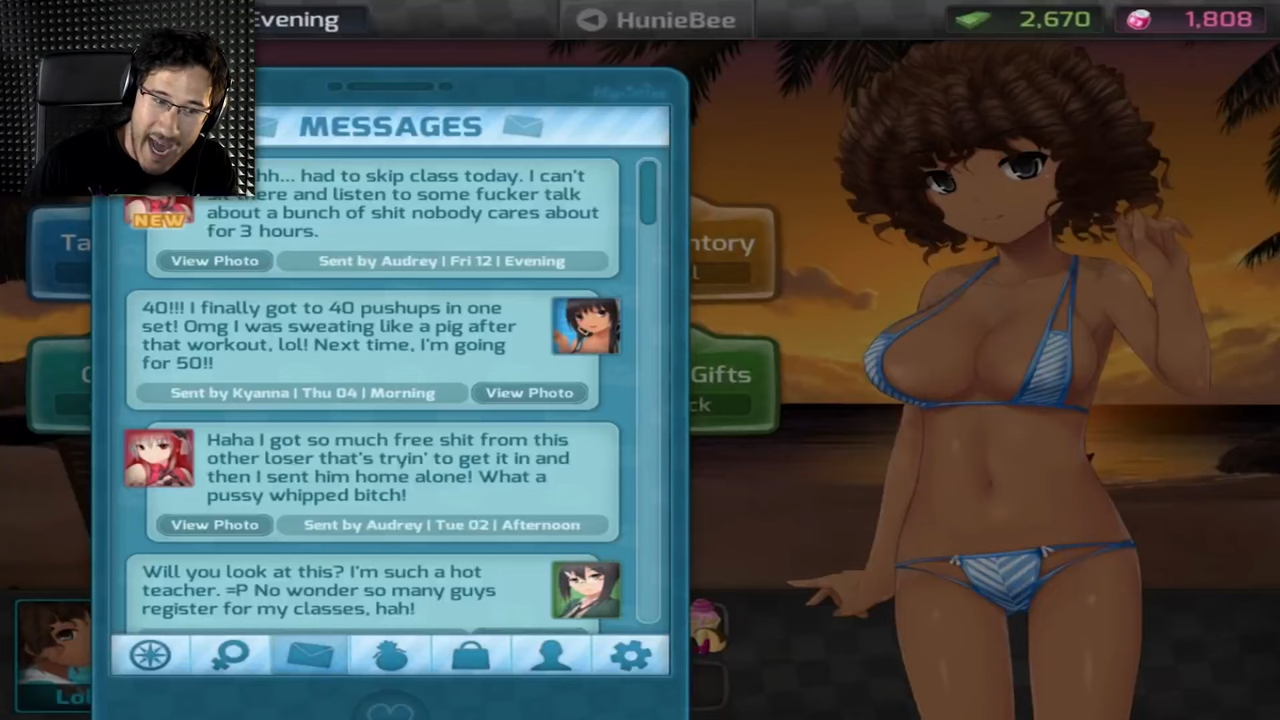 Evening
HunieBee
2,670
1,808
MESSAGES
had to skip class today. I can't
and listen to some fucker talk
about a bunch of shit nobody cares about
for 3 hours.
NEW
View Photo
Sent by Audrey | Fri 12 | Evening
40!!! I finally got to 40 pushups in one
set! Omg I was sweating like a pig after
that workout, lol! Next time, I'm going
for 50!!
Sent by Kyanna | Thu 04 | Morning
View Photo
Haha I got so much free shit from this
other loser that's tryin' to get it in and
then I sent him home alone! What a
pussy whipped bitch!
View Photo
Sent by Audrey | Tue 02 | Afternoon
Will you look at this? I'm such a hot
teacher. =P No wonder so many guys
register for my classes, hah!
Gifts